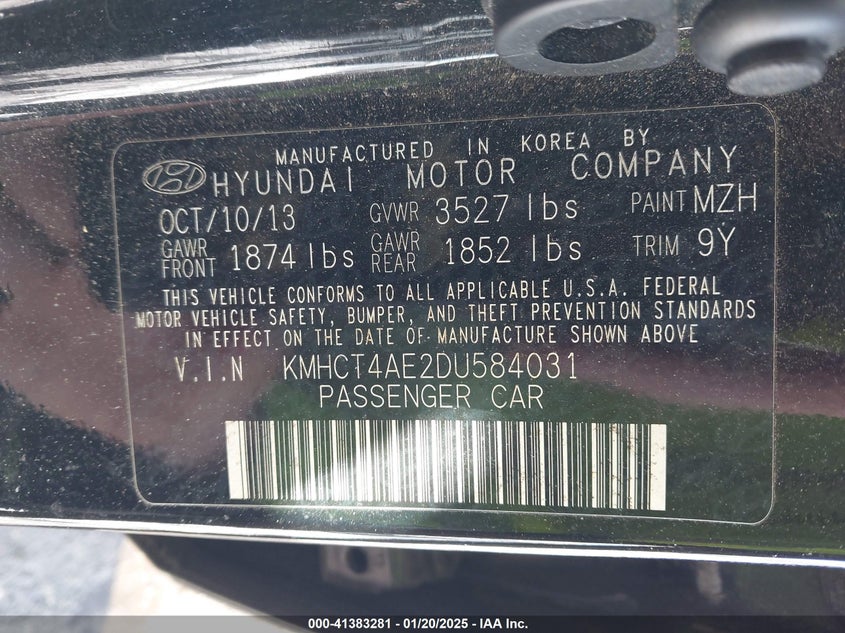 MANUFACTURED IN KOREA BY
HYUNDAI MOTOR COMPANY
OCT/10/13 GVWR 3527 lbs PAINT MZH
GAWR FRONT 1874 lbs GAWR REAR 1852 lbs TRIM 9Y
THIS VEHICLE CONFORMS TO ALL APPLICABLE U.S.A. FEDERAL
MOTOR VEHICLE SAFETY, BUMPER, AND THEFT PREVENTION STANDARDS
IN EFFECT ON THE DATE OF MANUFACTURE SHOWN ABOVE
V.I.N KMHCT4AE2DU584031
PASSENGER CAR
000-41383281 - 01/20/2025 - IAA Inc.